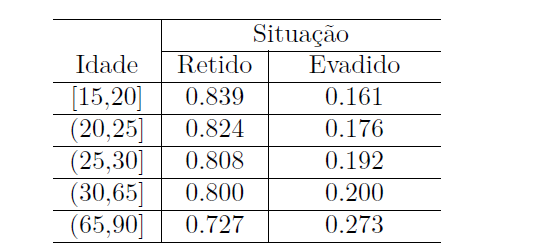 Situação
Idade Retido Evadido
[15,20] 0.839 0.161
(20,25] 0.824 0.176
(25,30] 0.808 0.192
(30,65] 0.800 0.200
(65,90] 0.727 0.273